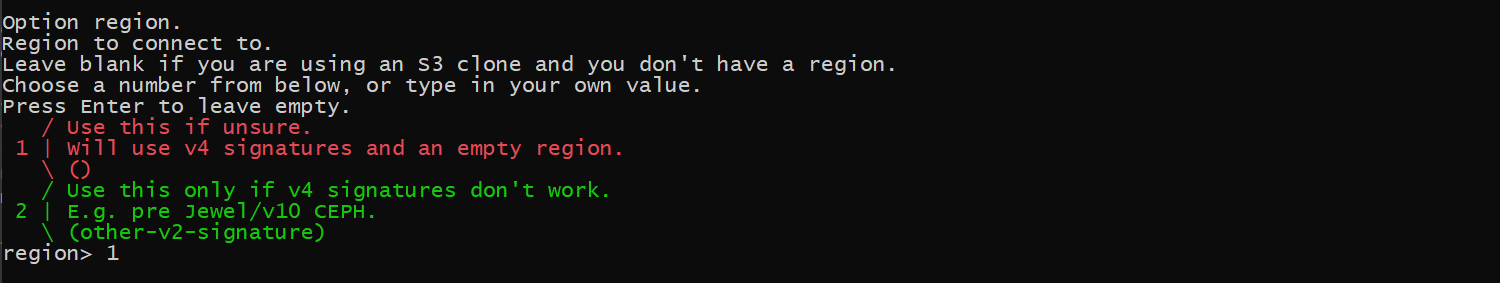 Option region.
Region to connect to.
Leave blank if you are using an S3 clone and you don't have a region.
Choose a number from below, or type in your own value.
Press Enter to leave empty.
   / Use this if unsure.
 1 | Will use v4 signatures and an empty region.
   \ ()
   / Use this only if v4 signatures don't work.
 2 | E.g. pre Jewel/v10 CEPH.
   \ (other-v2-signature)
region> 1